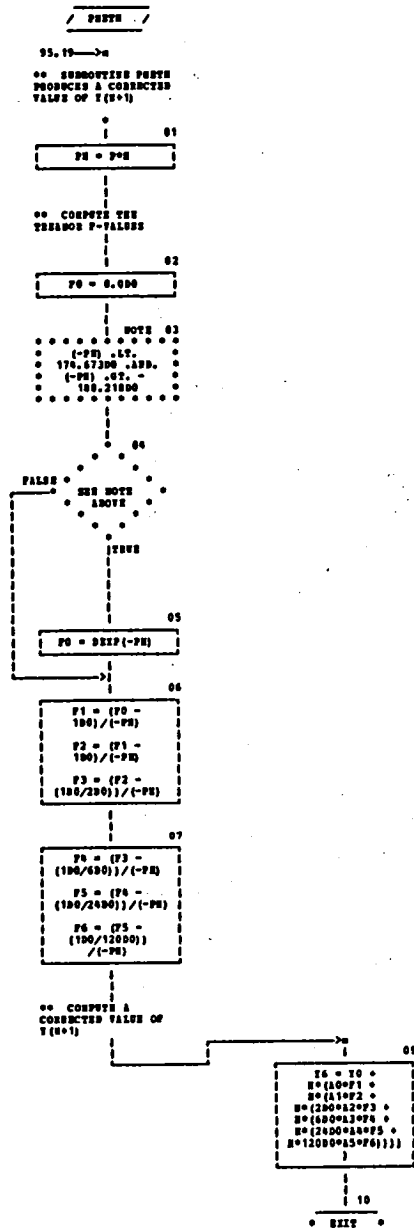 / PHETH /
95.19--->*
** SUBROUTINE PHETH
PRODUCES A CORRECTED
VALUE OF Y(N+1)
01
PH = P*H
** COMPUTE THE
TREANOR F-VALUES
02
F0 = 0.0D0
NOTE 03
(-PH) .LT.
174.673D0 .AND.
(-PH) .GT. -
180.218D0
04
FALSE
SEE NOTE
ABOVE
TRUE
05
F0 = DEXP(-PH)
06
F1 = (F0 -
1D0)/(-PH)
F2 = (F1 -
1D0)/(-PH)
F3 = (F2 -
(1D0/2D0))/(-PH)
07
F4 = (F3 -
(1D0/6D0))/(-PH)
F5 = (F4 -
(1D0/24D0))/(-PH)
F6 = (F5 -
(1D0/120D0))
/(-PH)
** COMPUTE A
CORRECTED VALUE OF
Y(N+1)
09
Y6 = Y0 +
H*(A0*F1 +
H*(A1*F2 +
H*(2D0*A2*F3 +
H*(6D0*A3*F4 +
H*(24D0*A4*F5 +
H*120D0*A5*F6))))
)
10
* EXIT *